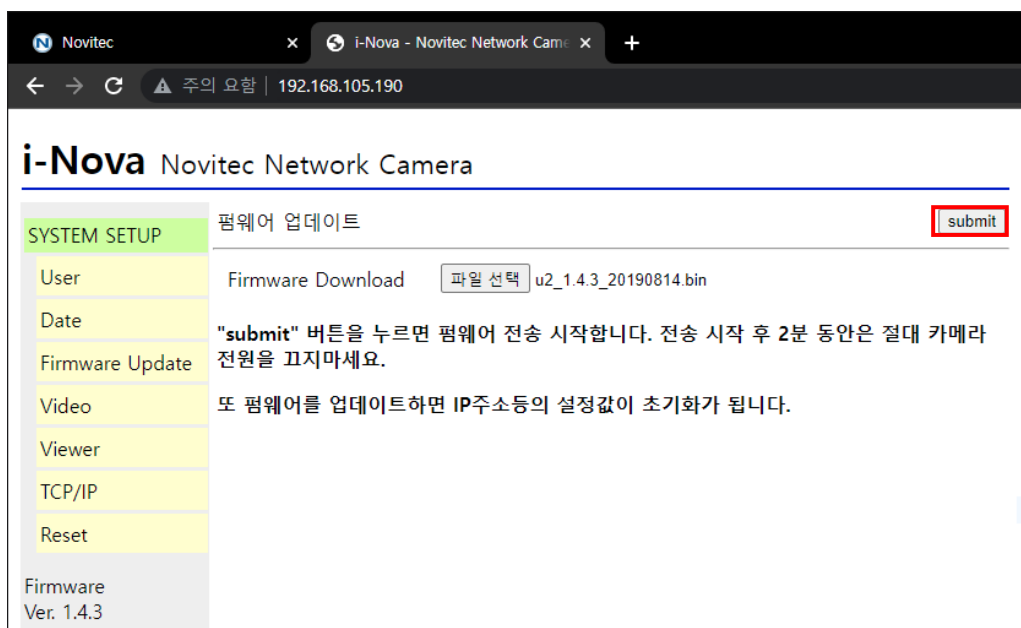 Novitec
i-Nova - Novitec Network Came
주의 요함 192.168.105.190
i-Nova Novitec Network Camera
SYSTEM SETUP
User
Date
Firmware Update
Video
Viewer
TCP/IP
Reset
Firmware
Ver. 1.4.3
펌웨어 업데이트
submit
Firmware Download 파일 선택 u2_1.4.3_20190814.bin
"submit" 버튼을 누르면 펌웨어 전송 시작합니다. 전송 시작 후 2분 동안은 절대 카메라
전원을 끄지마세요.
또 펌웨어를 업데이트하면 IP주소등의 설정값이 초기화가 됩니다.